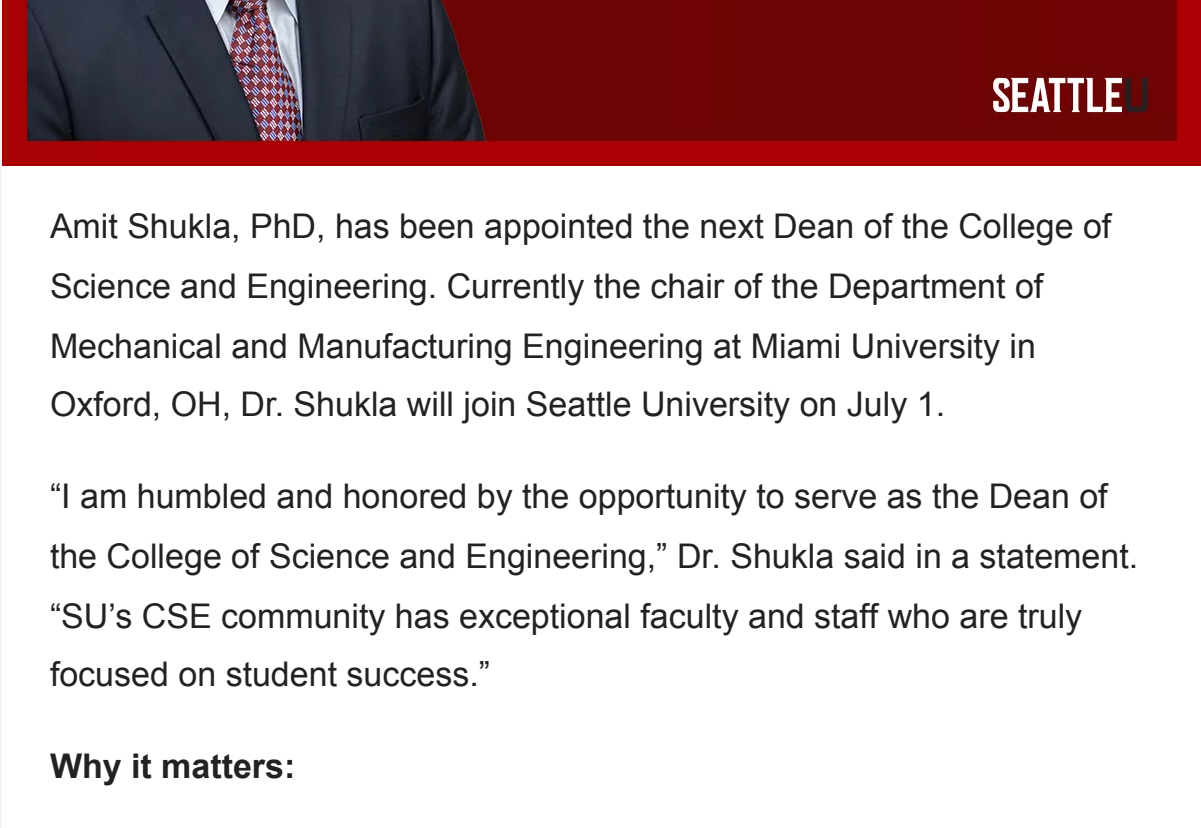 SEATTLEU
Amit Shukla, PhD, has been appointed the next Dean of the College of
Science and Engineering. Currently the chair of the Department of
Mechanical and Manufacturing Engineering at Miami University in
Oxford, OH, Dr. Shukla will join Seattle University on July 1.
“I am humbled and honored by the opportunity to serve as the Dean of
the College of Science and Engineering,” Dr. Shukla said in a statement.
“SU’s CSE community has exceptional faculty and staff who are truly
focused on student success.”
Why it matters: